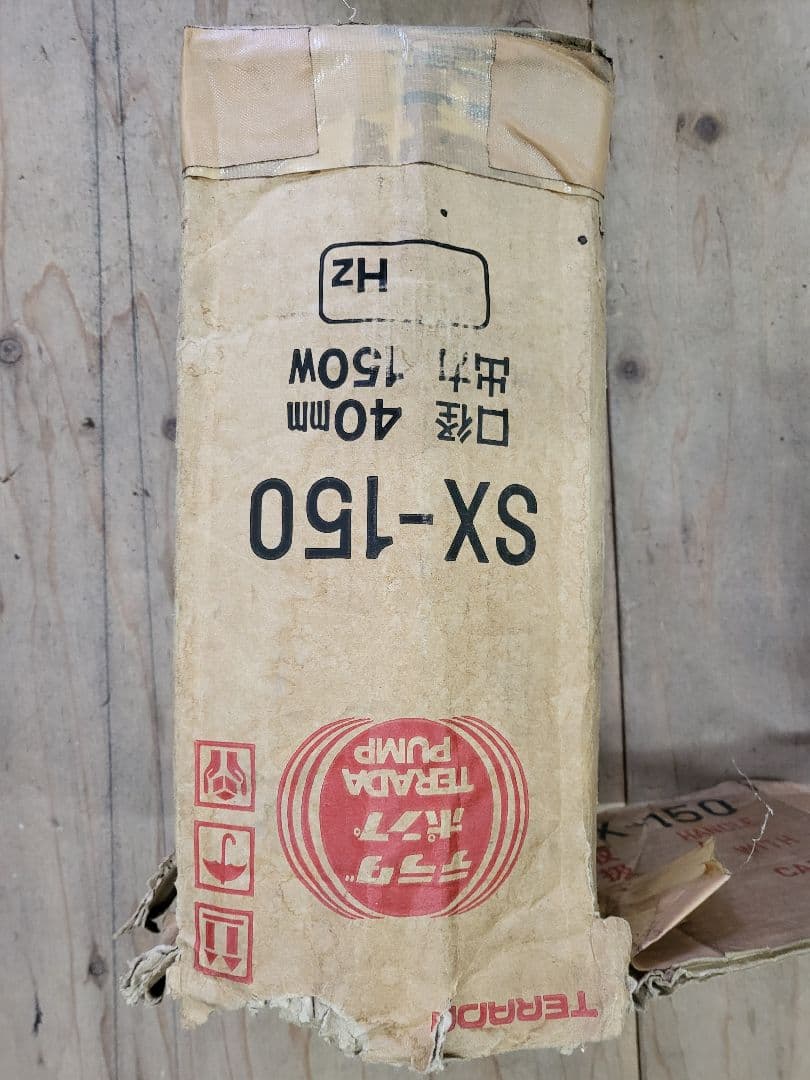 TERADA
テラダ
ポンプ
TERADA
PUMP
SX-150
口径 40mm
出力 150W
Hz
X-150
HANDLE
WITH
CA